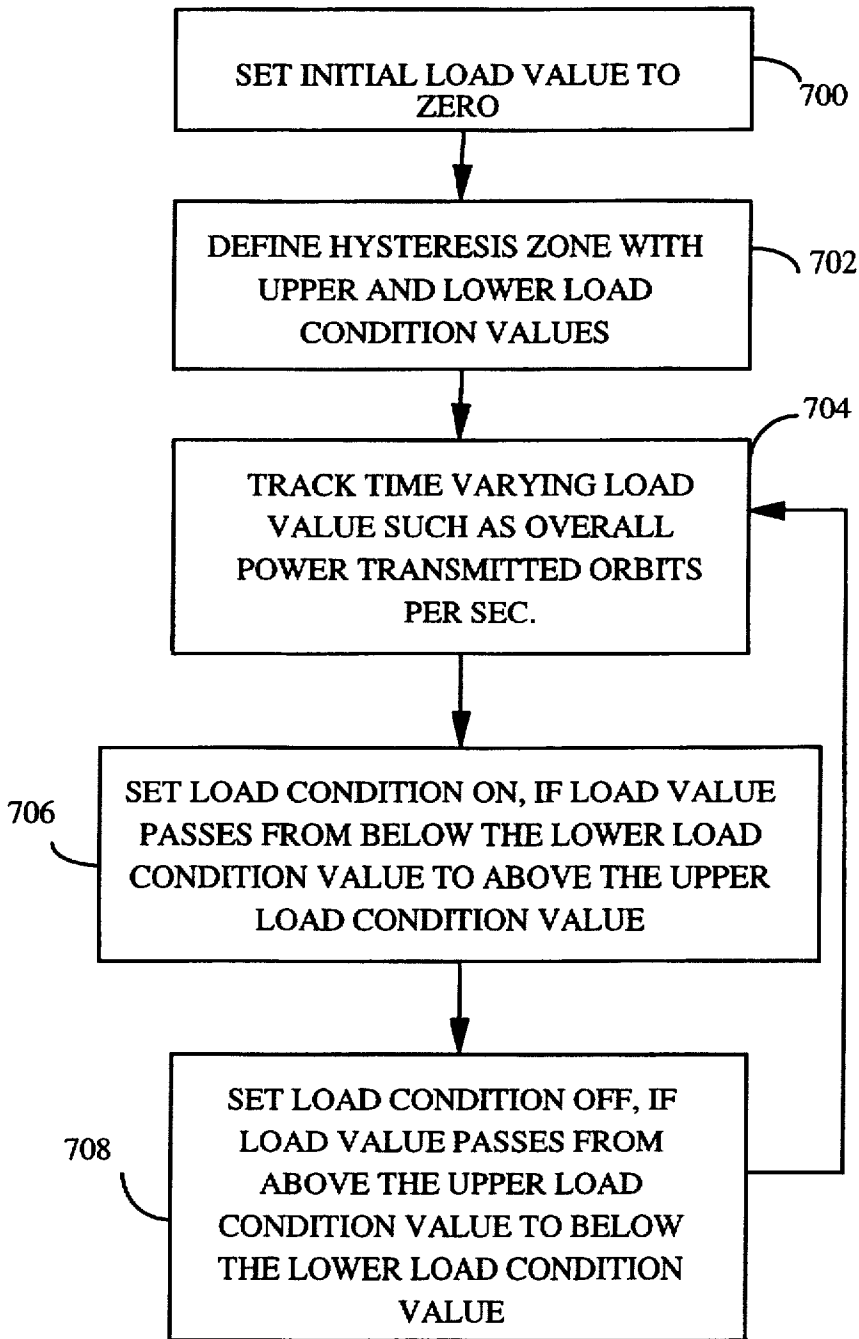 SET INITIAL LOAD VALUE TO
ZERO
700
DEFINE HYSTERESIS ZONE WITH
UPPER AND LOWER LOAD
CONDITION VALUES
702
704
TRACK TIME VARYING LOAD
VALUE SUCH AS OVERALL
POWER TRANSMITTED ORBITS
PER SEC.
706
SET LOAD CONDITION ON, IF LOAD VALUE
PASSES FROM BELOW THE LOWER LOAD
CONDITION VALUE TO ABOVE THE UPPER
LOAD CONDITION VALUE
708
SET LOAD CONDITION OFF, IF
LOAD VALUE PASSES FROM
ABOVE THE UPPER LOAD
CONDITION VALUE TO BELOW
THE LOWER LOAD CONDITION
VALUE